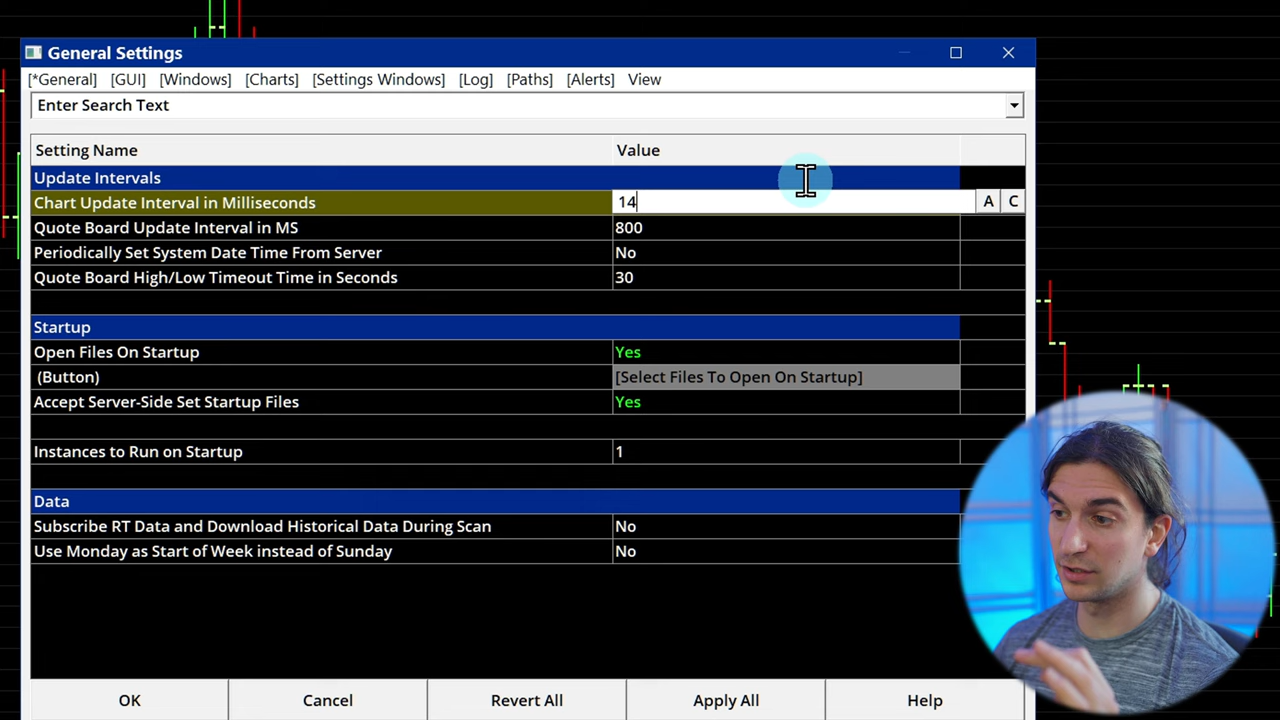 General Settings
[*General] [GUI] [Windows] [Charts] [Settings Windows] [Log] [Paths] [Alerts] View
Enter Search Text
Setting Name Value
Update Intervals
Chart Update Interval in Milliseconds 14 A C
Quote Board Update Interval in MS 800
Periodically Set System Date Time From Server No
Quote Board High/Low Timeout Time in Seconds 30
Startup
Open Files On Startup Yes
(Button) [Select Files To Open On Startup]
Accept Server-Side Set Startup Files Yes
Instances to Run on Startup 1
Data
Subscribe RT Data and Download Historical Data During Scan No
Use Monday as Start of Week instead of Sunday No
OK Cancel Revert All Apply All Help